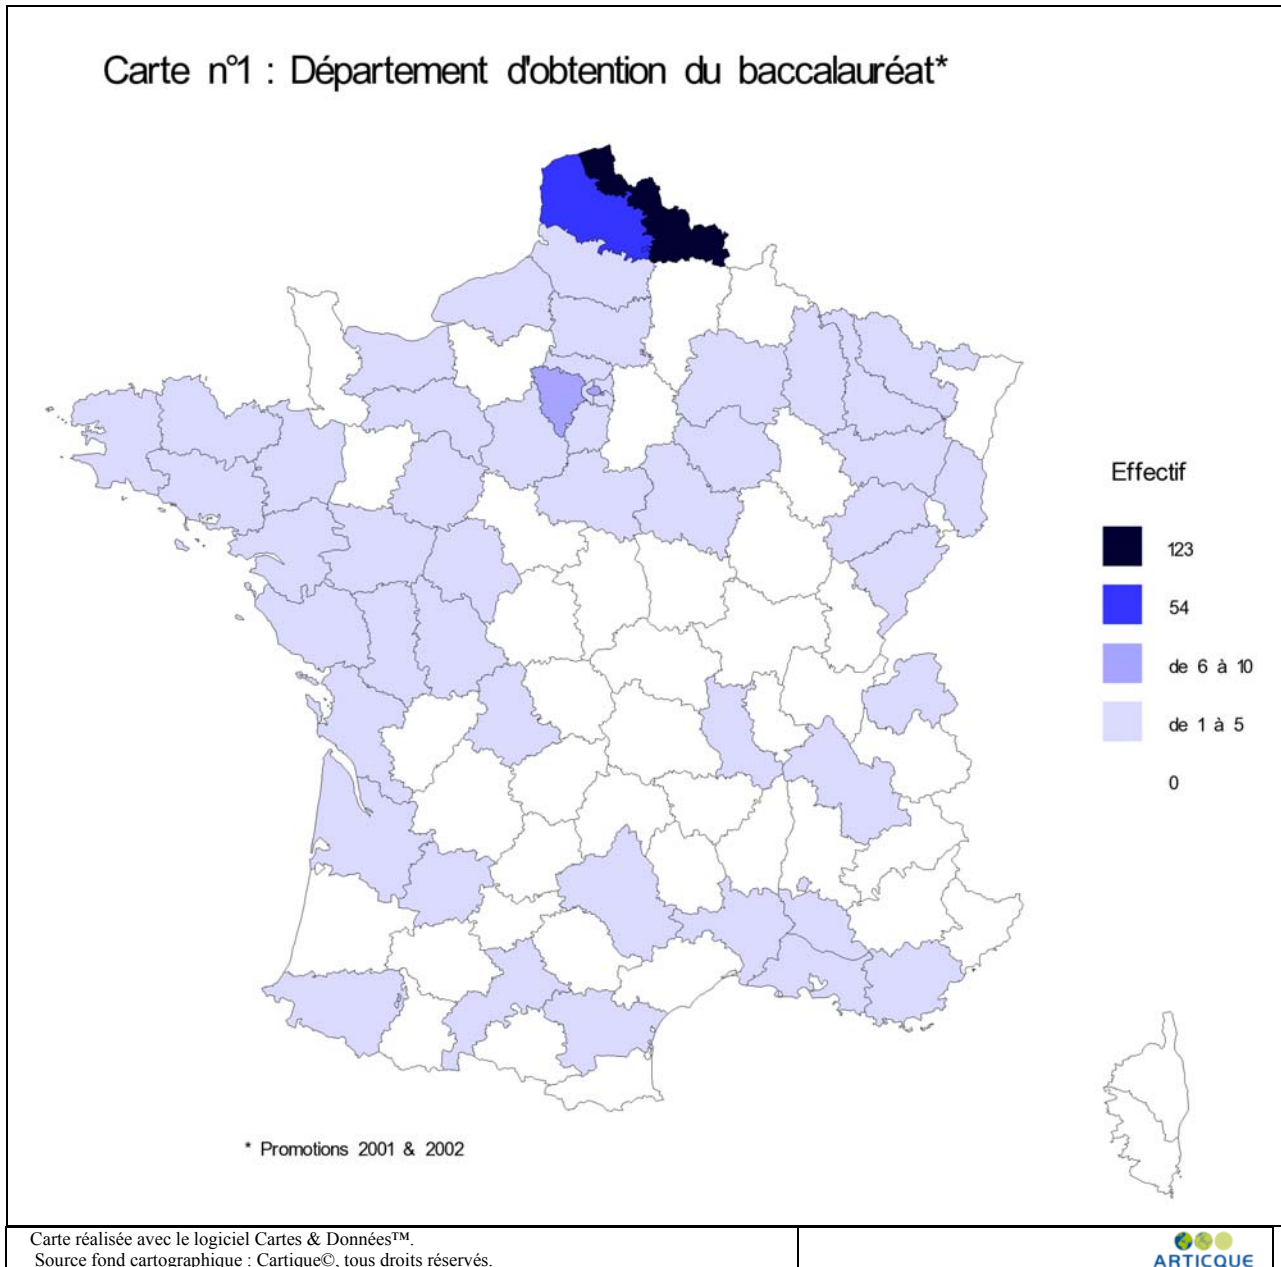 Carte n°1 : Département d'obtention du baccalauréat*
Effectif
123
54
de 6 à 10
de 1 à 5
0
* Promotions 2001 & 2002
Carte réalisée avec le logiciel Cartes & Données™.
Source fond cartographique : Cartique©, tous droits réservés.
ARTICQUE